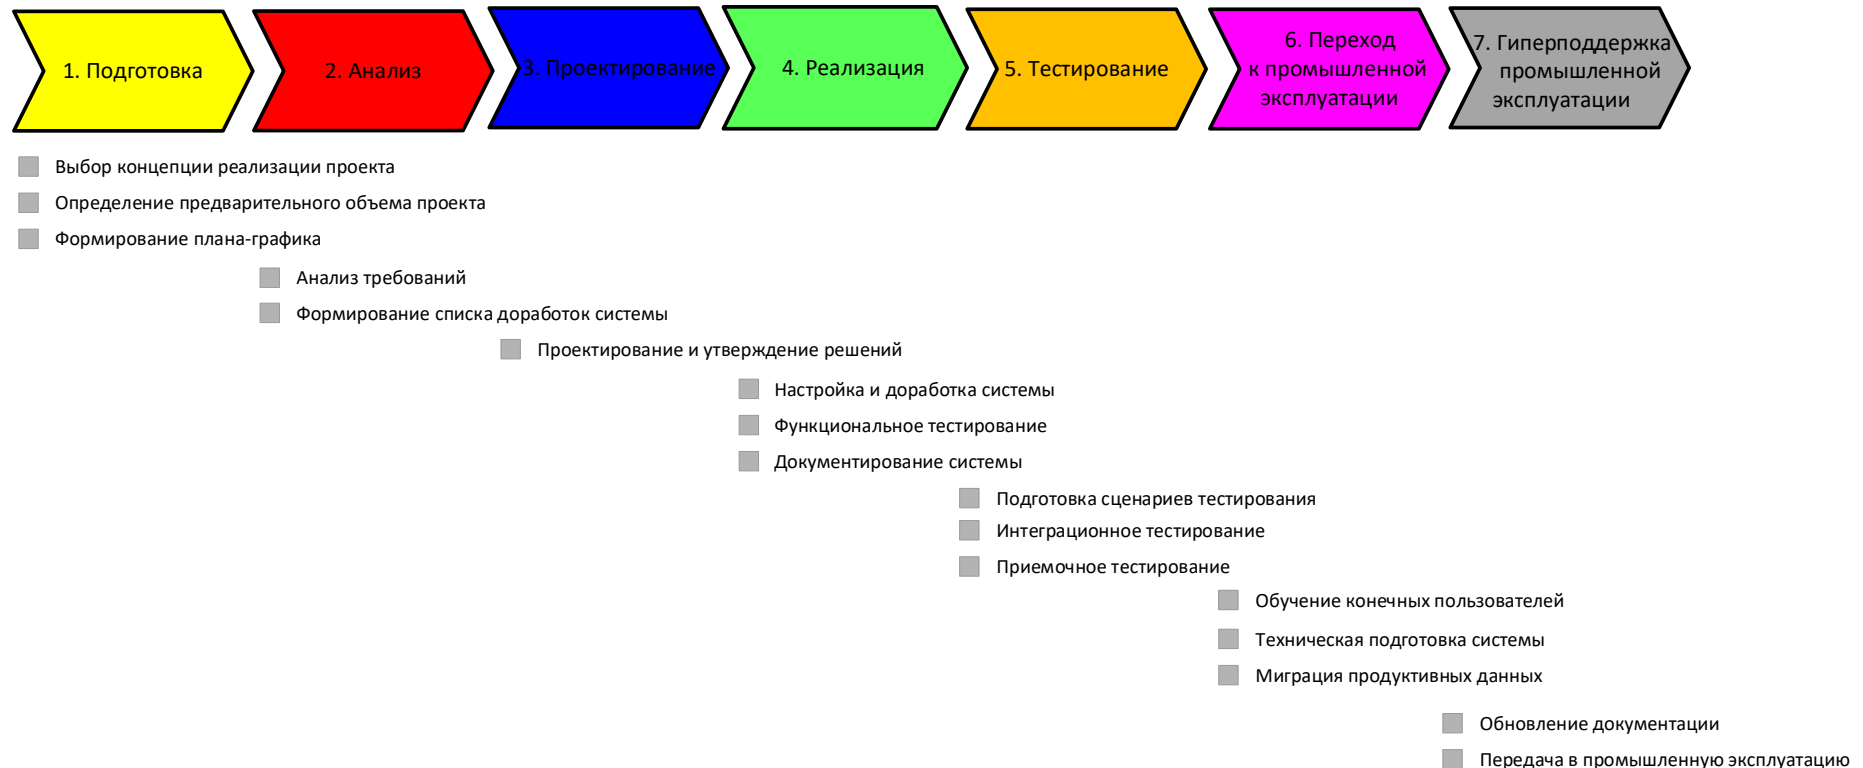 1. Подготовка
2. Анализ
3. Проектирование
4. Реализация
5. Тестирование
6. Переход
к промышленной
эксплуатации
7. Гиперподдержка
промышленной
эксплуатации
Выбор концепции реализации проекта
Определение предварительного объема проекта
Формирование плана-графика
Анализ требований
Формирование списка доработок системы
Проектирование и утверждение решений
Настройка и доработка системы
Функциональное тестирование
Документирование системы
Подготовка сценариев тестирования
Интеграционное тестирование
Приемочное тестирование
Обучение конечных пользователей
Техническая подготовка системы
Миграция продуктивных данных
Обновление документации
Передача в промышленную эксплуатацию